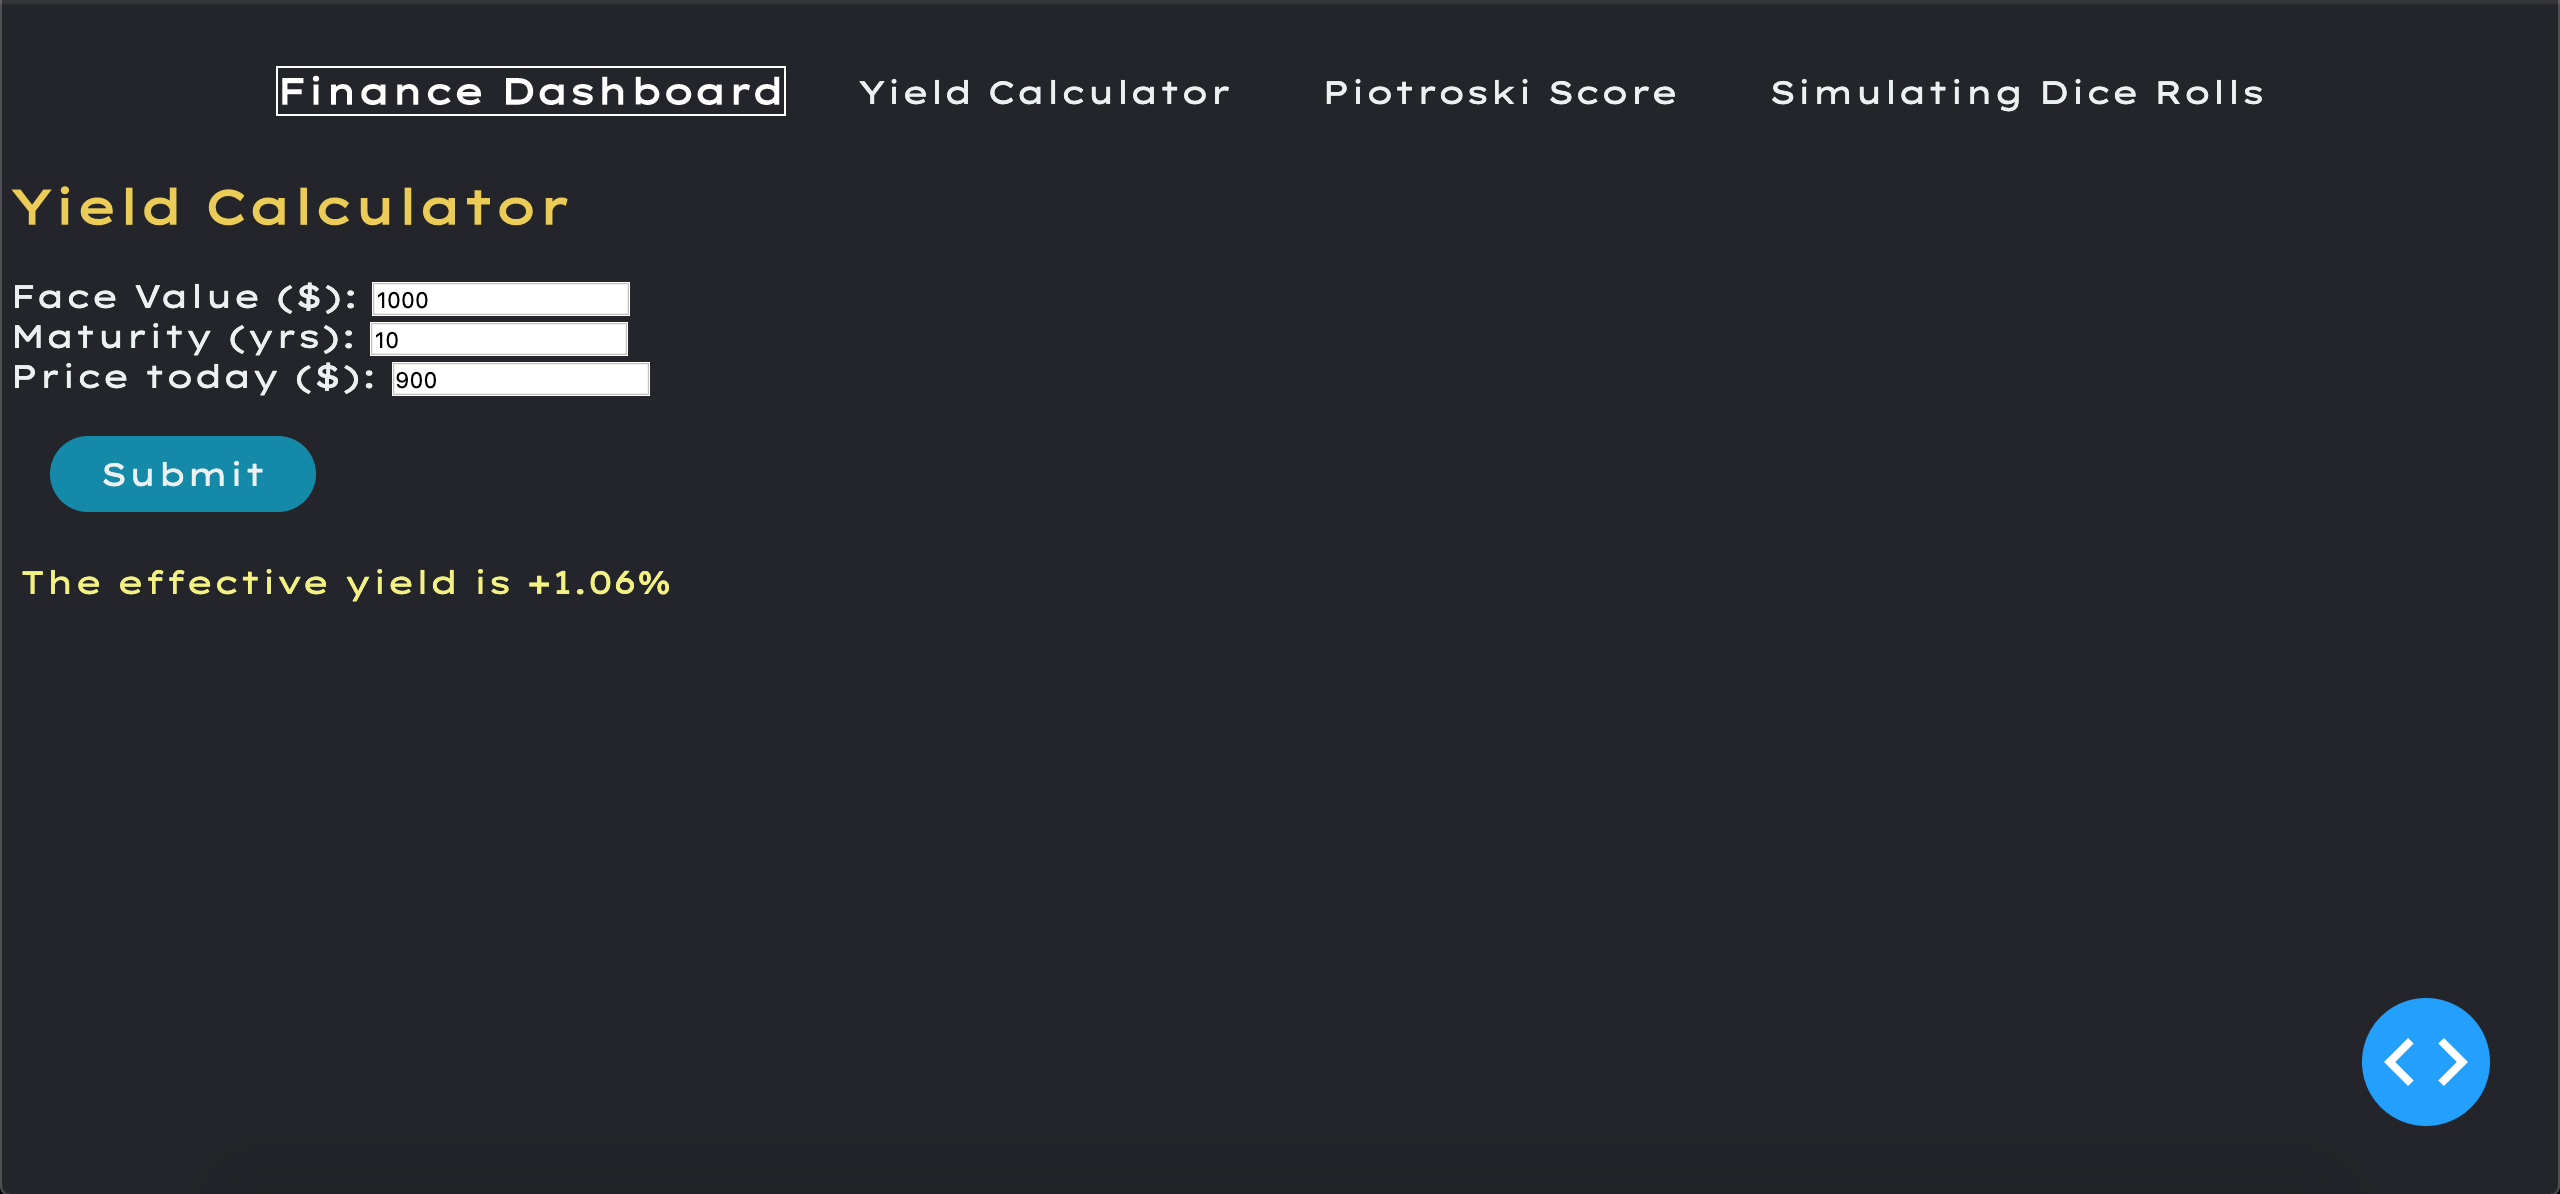 Finance Dashboard Yield Calculator Piotroski Score Simulating Dice Rolls
Yield Calculator
Face Value ($): 1000
Maturity (yrs): 10
Price today ($): 900
Submit
The effective yield is +1.06%